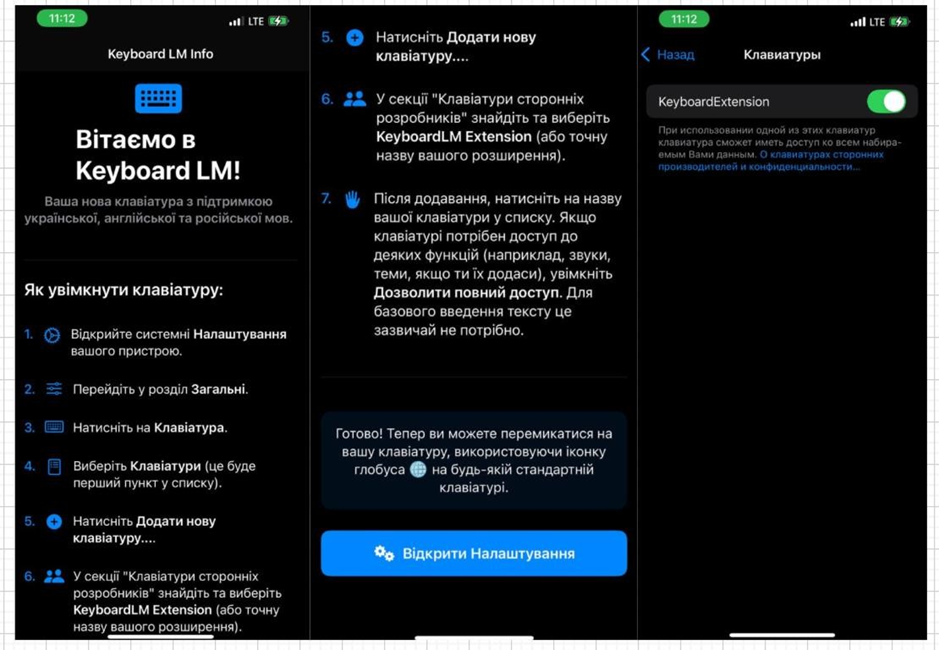 11:12
LTE
Keyboard LM Info
Вітаємо в
Keyboard LM!
Ваша нова клавіатура з підтримкою
української, англійської та російської мов.
Як увімкнути клавіатуру:
1. Відкрийте системні Налаштування
вашого пристрою.
2. Перейдіть у розділ Загальні.
3. Натисніть на Клавіатура.
4. Виберіть Клавіатури (це буде
перший пункт у списку).
5. Натисніть Додати нову
клавіатуру....
6. У секції "Клавіатури сторонніх
розробників" знайдіть та виберіть
KeyboardLM Extension (або точну
назву вашого розширення).
5. Натисніть Додати нову
клавіатуру....
6. У секції "Клавіатури сторонніх
розробників" знайдіть та виберіть
KeyboardLM Extension (або точну
назву вашого розширення).
7. Після додавання, натисніть на назву
вашої клавіатури у списку. Якщо
клавіатурі потрібен доступ до
деяких функцій (наприклад, звуки,
теми, якщо ти їх додаси), увімкніть
Дозволити повний доступ. Для
базового введення тексту це
зазвичай не потрібно.
Готово! Тепер ви можете перемикатися на
вашу клавіатуру, використовуючи іконку
глобуса на будь-якій стандартній
клавіатурі.
Відкрити Налаштування
11:12
LTE
Назад
Клавиатуры
KeyboardExtension
При использовании одной из этих клавиатур
клавиатура сможет иметь доступ ко всем набира-
емым Вами данным. О клавиатурах сторонних
производителей и конфиденциальности...